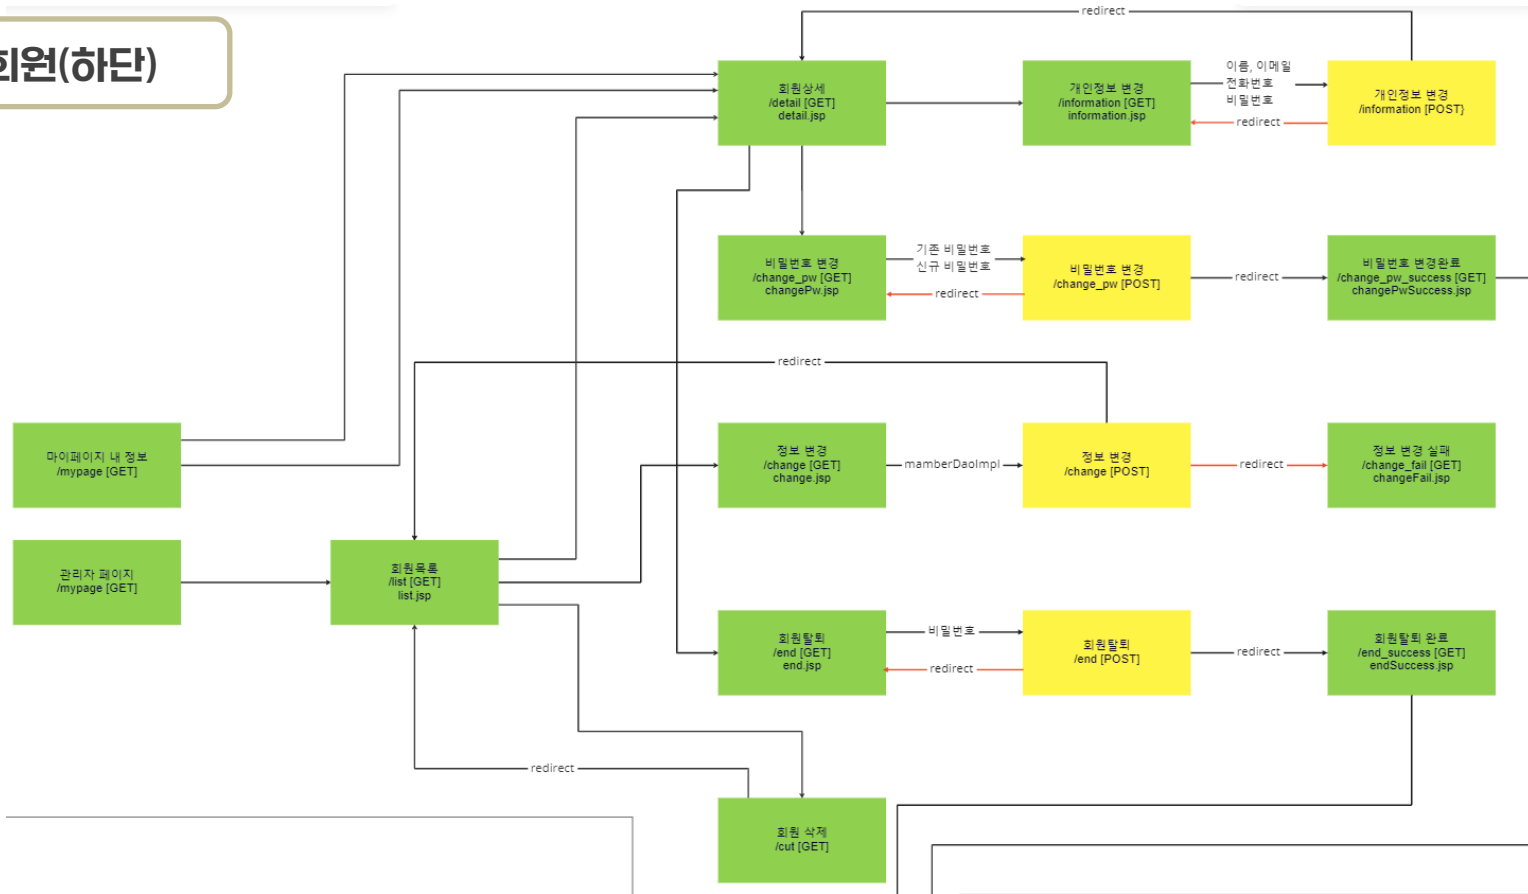 회원(하단)
redirect
회원상세
/detail [GET]
detail.jsp
개인정보 변경
/information [GET]
information.jsp
이름, 이메일
전화번호
비밀번호
redirect
개인정보 변경
/information [POST}
비밀번호 변경
/change_pw [GET]
changePw.jsp
기존 비밀번호
신규 비밀번호
redirect
비밀번호 변경
/change_pw [POST]
redirect
비밀번호 변경완료
/change_pw_success [GET]
changePwSuccess.jsp
redirect
마이페이지 내 정보
/mypage [GET]
정보 변경
/change [GET]
change.jsp
mamberDaoImpl
정보 변경
/change [POST]
redirect
정보 변경 실패
/change_fail [GET]
changeFail.jsp
관리자 페이지
/mypage [GET]
회원목록
/list [GET]
list.jsp
회원탈퇴
/end [GET]
end.jsp
비밀번호
redirect
회원탈퇴
/end [POST]
redirect
회원탈퇴 완료
/end_success [GET]
endSuccess.jsp
redirect
회원 삭제
/cut [GET]